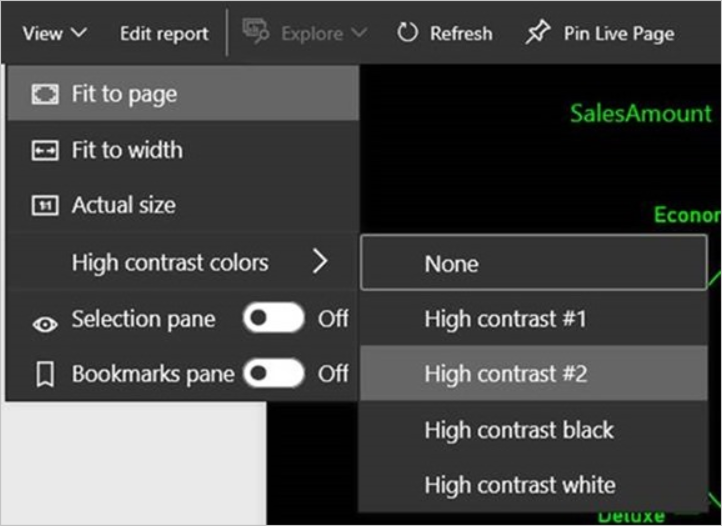 View Edit report Explore Refresh Pin Live Page
Fit to page
SalesAmount
Fit to width
Actual size
Econor
High contrast colors
None
Selection pane Off
High contrast #1
Bookmarks pane Off
High contrast #2
High contrast black
High contrast white
Deluxe